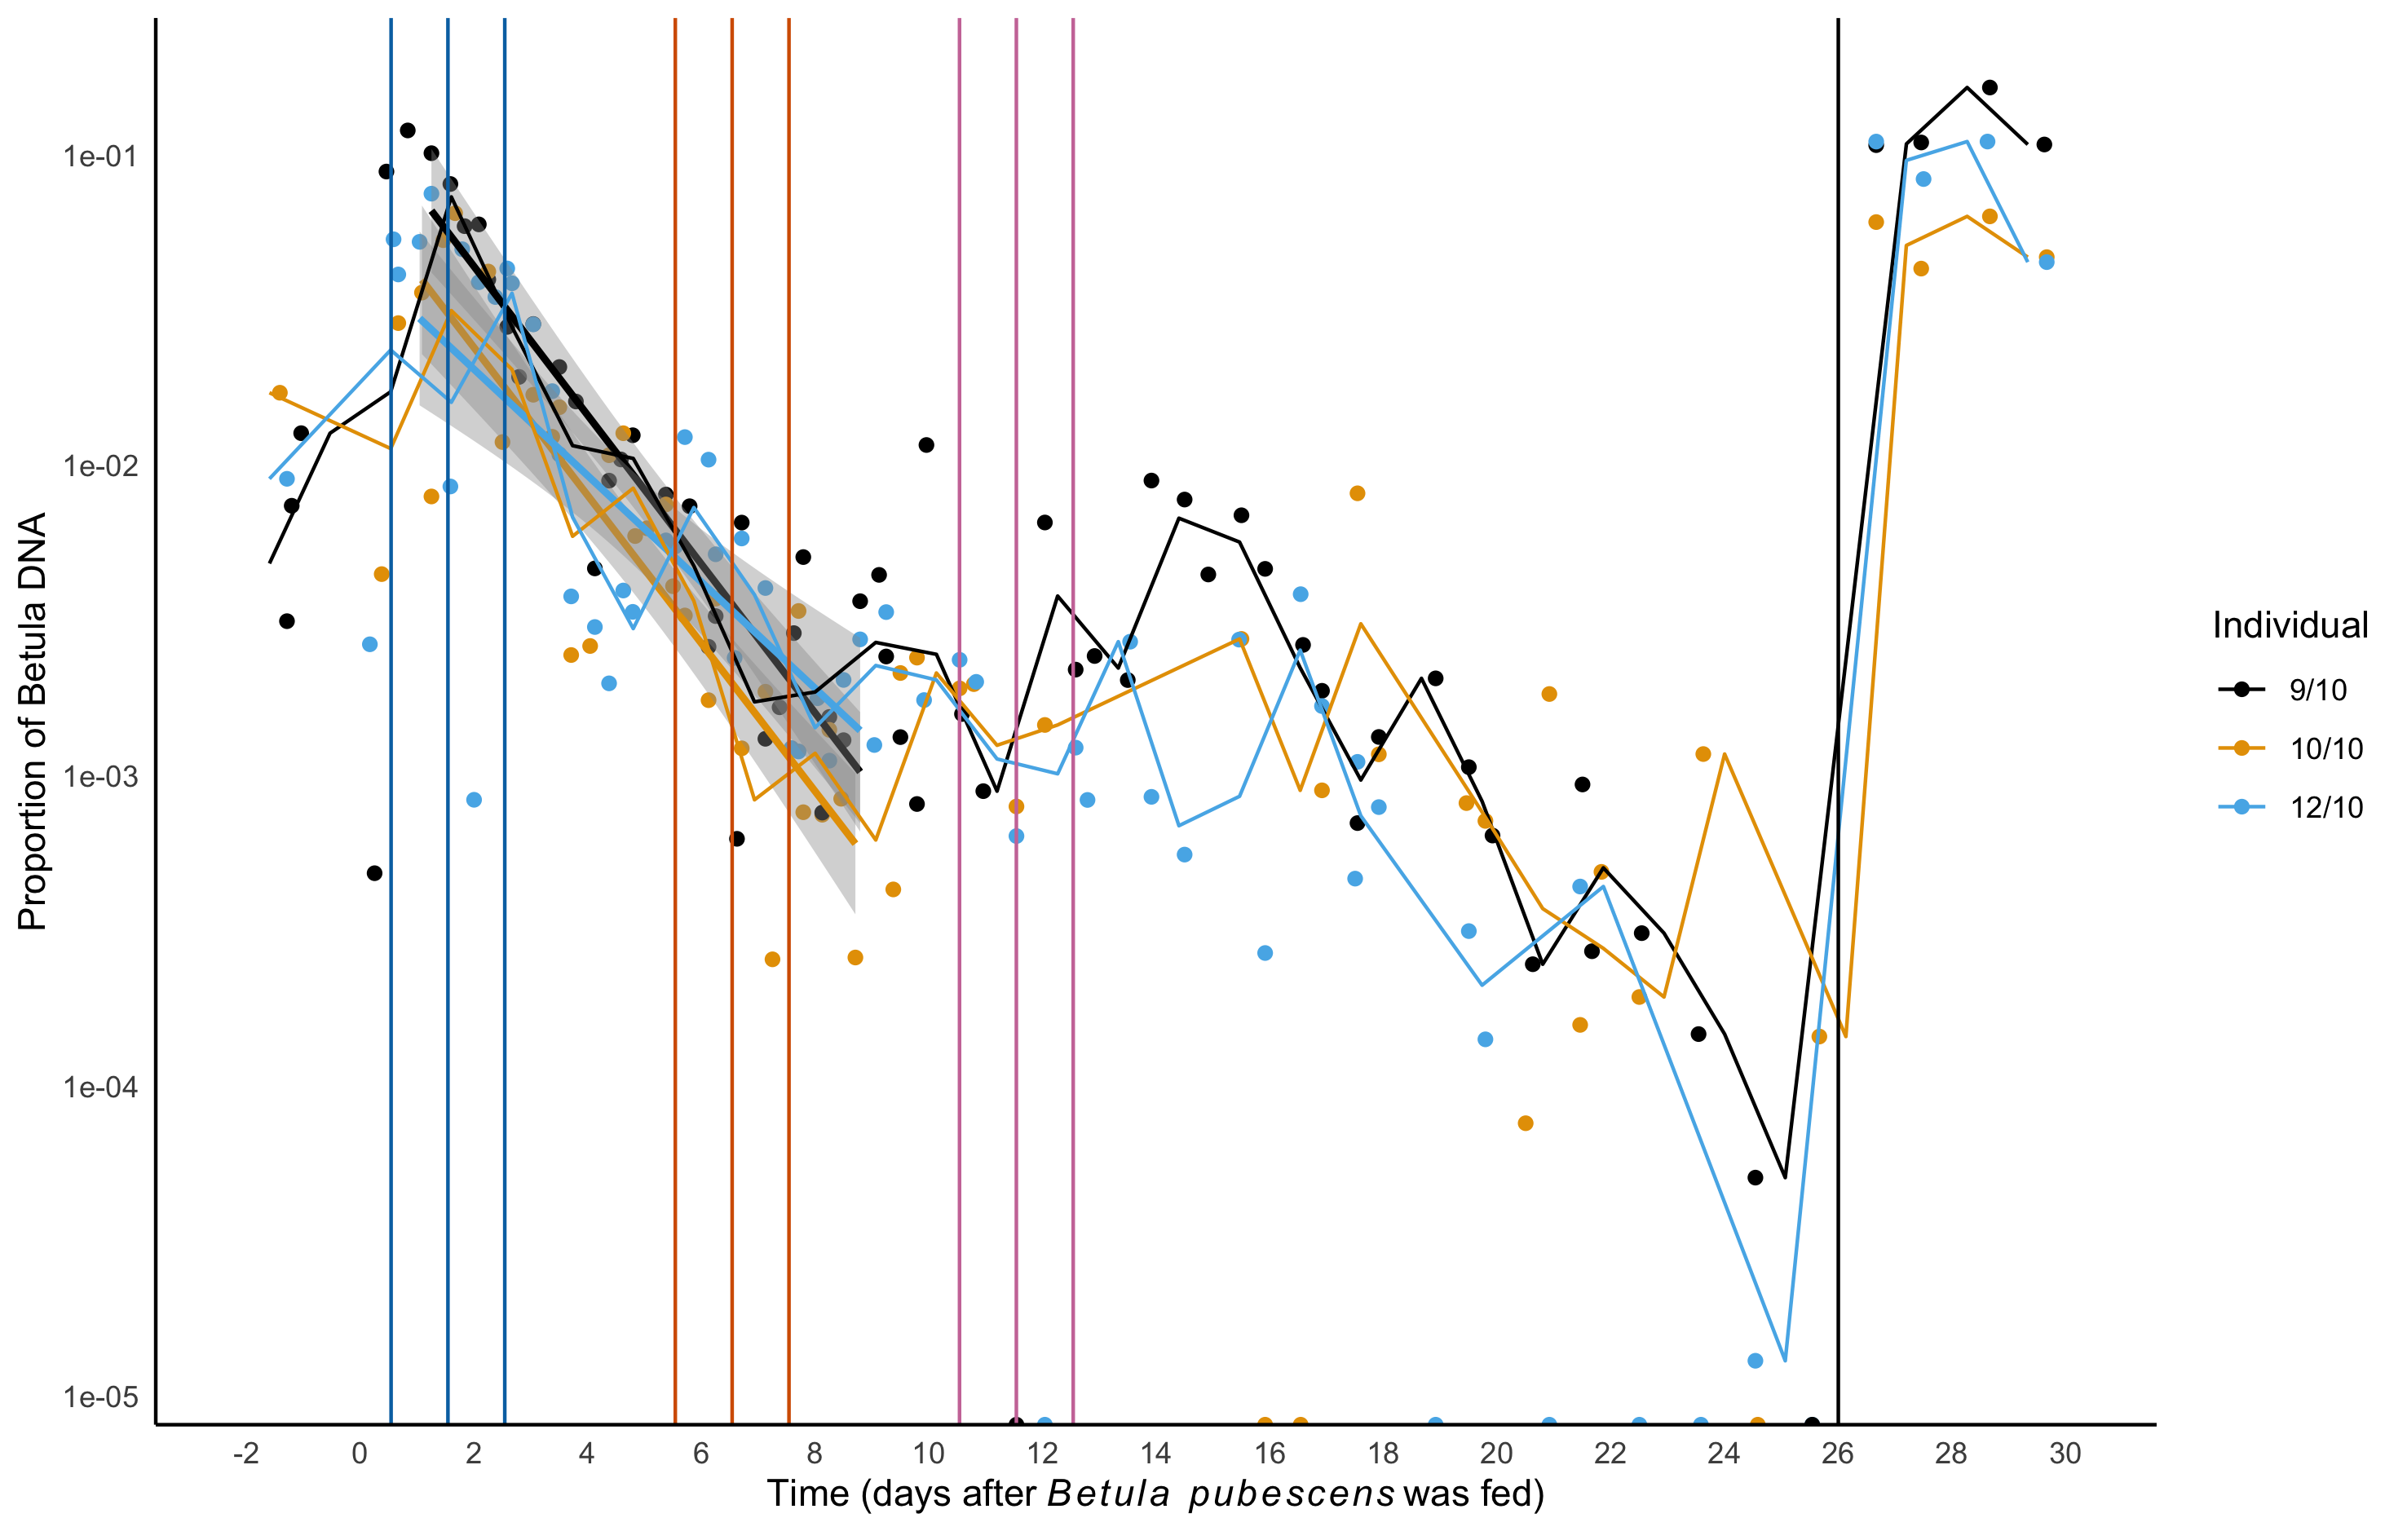 Proportion of Betula DNA
1e-01
1e-02
1e-03
1e-04
1e-05
-2 0 2 4 6 8 10 12 14 16 18 20 22 24 26 28 30
Time (days after Betula pubescens was fed)
Individual
9/10
10/10
12/10